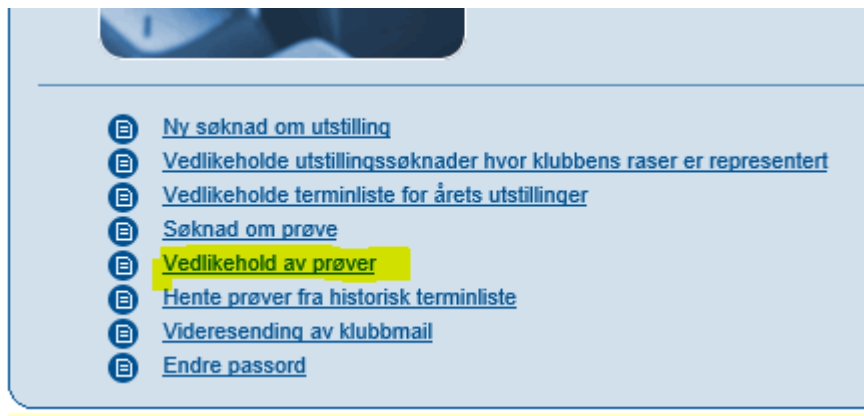 Ny søknad om utstilling
Vedlikeholde utstillingssøknader hvor klubbens raser er representert
Vedlikeholde terminliste for årets utstillinger
Søknad om prøve
Vedlikehold av prøver
Hente prøver fra historisk terminliste
Videresending av klubbmail
Endre passord